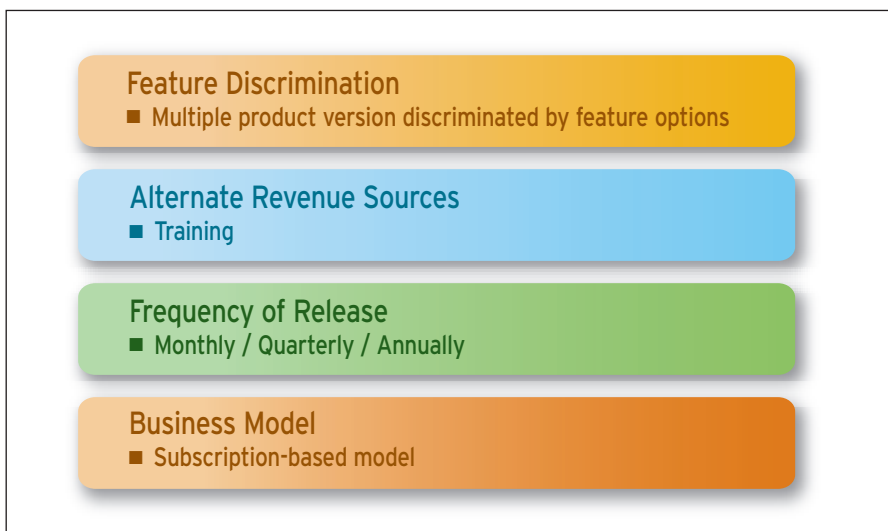 Feature Discrimination
■ Multiple product version discriminated by feature options
Alternate Revenue Sources
■ Training
Frequency of Release
■ Monthly / Quarterly / Annually
Business Model
■ Subscription-based model